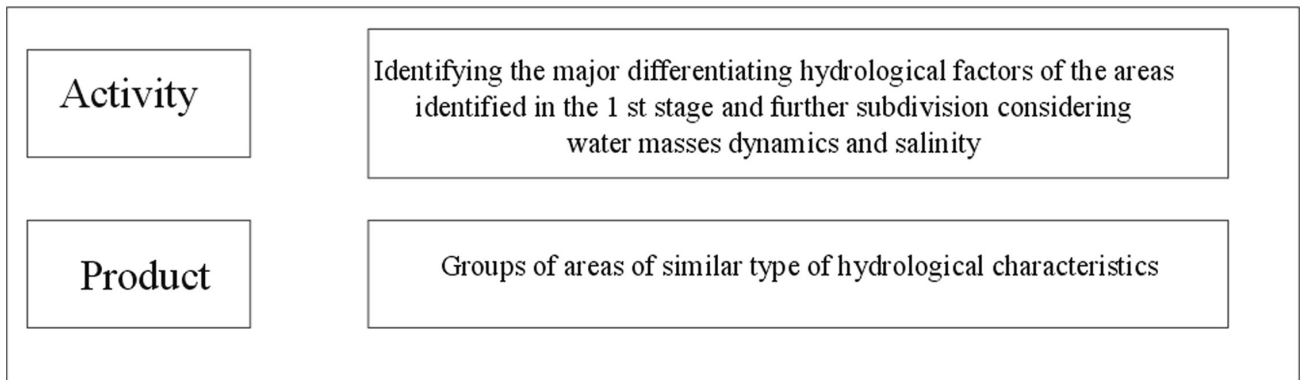 Activity
Identifying the major differentiating hydrological factors of the areas
identified in the 1 st stage and further subdivision considering
water masses dynamics and salinity
Product
Groups of areas of similar type of hydrological characteristics